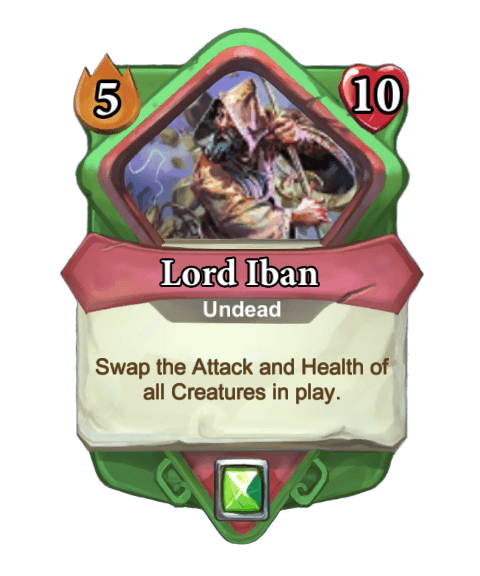 5
10
Lord Iban
Undead
Swap the Attack and Health of
all Creatures in play.